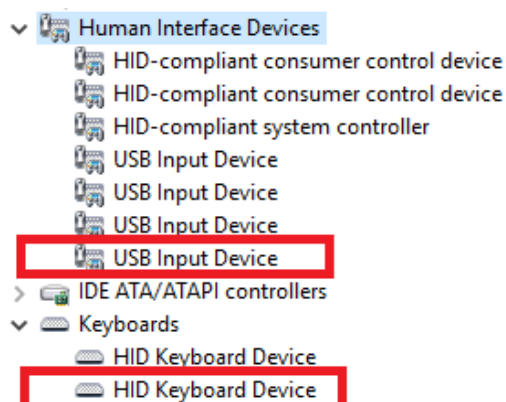 Human Interface Devices
HID-compliant consumer control device
HID-compliant consumer control device
HID-compliant system controller
USB Input Device
USB Input Device
USB Input Device
USB Input Device
IDE ATA/ATAPI controllers
Keyboards
HID Keyboard Device
HID Keyboard Device